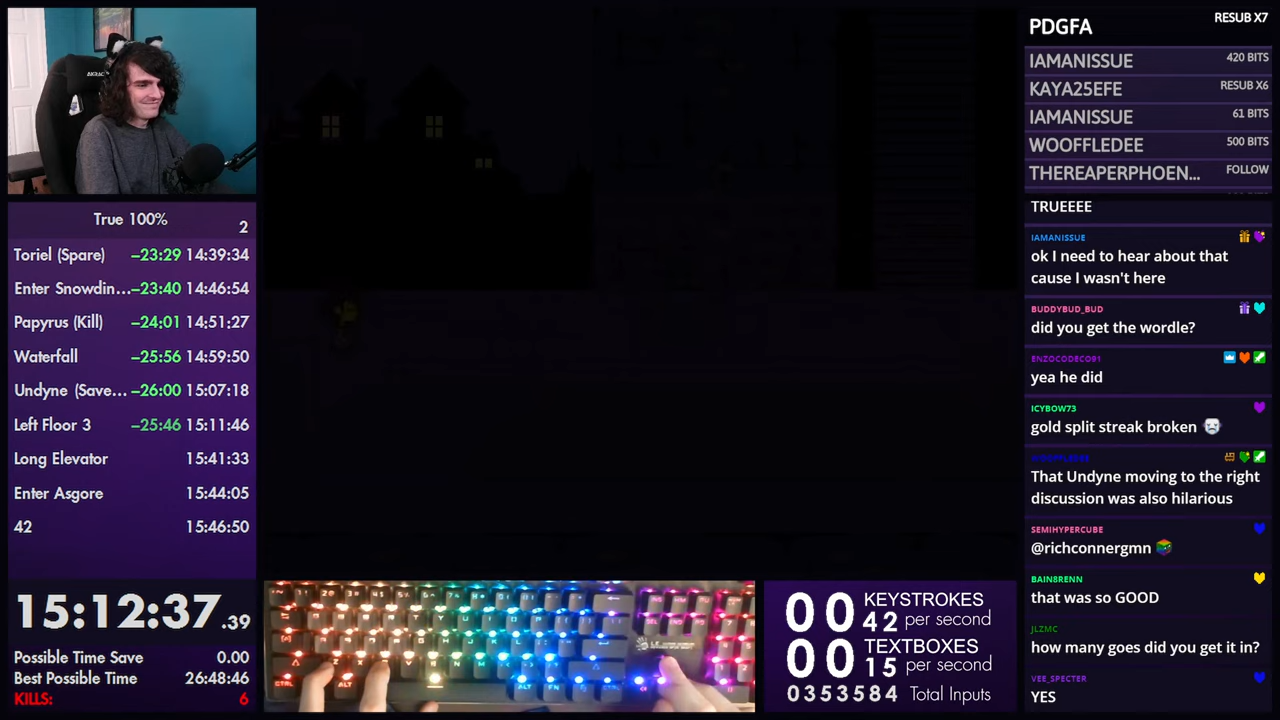 True 100%
2
Toriel (Spare) –23:29 14:39:34
Enter Snowdin... –23:40 14:46:54
Papyrus (Kill) –24:01 14:51:27
Waterfall –25:56 14:59:50
Undyne (Save... –26:00 15:07:18
Left Floor 3 –25:46 15:11:46
Long Elevator 15:41:33
Enter Asgore 15:44:05
42 15:46:50
15:12:37.39
Possible Time Save 0.00
Best Possible Time 26:48:46
KILLS: 6
00 KEYSTROKES
42 per second
00 TEXTBOXES
15 per second
0353584 Total Inputs
PDGFA RESUB X7
IAMANISSUE 420 BITS
KAYA25EFE RESUB X6
IAMANISSUE 61 BITS
WOOFFLEDEE 500 BITS
THEREAPERPHOEN... FOLLOW
TRUEEEE
IAMANISSUE
ok I need to hear about that
cause I wasn't here
BUDDYBUD_BUD
did you get the wordle?
ENZOCODECO91
yea he did
ICYBOW73
gold split streak broken
That Undyne moving to the right
discussion was also hilarious
SEMIHYPERCUBE
@richconnergmn
BAIN8RENN
that was so GOOD
JLZMC
how many goes did you get it in?
VEE_SPECTER
YES